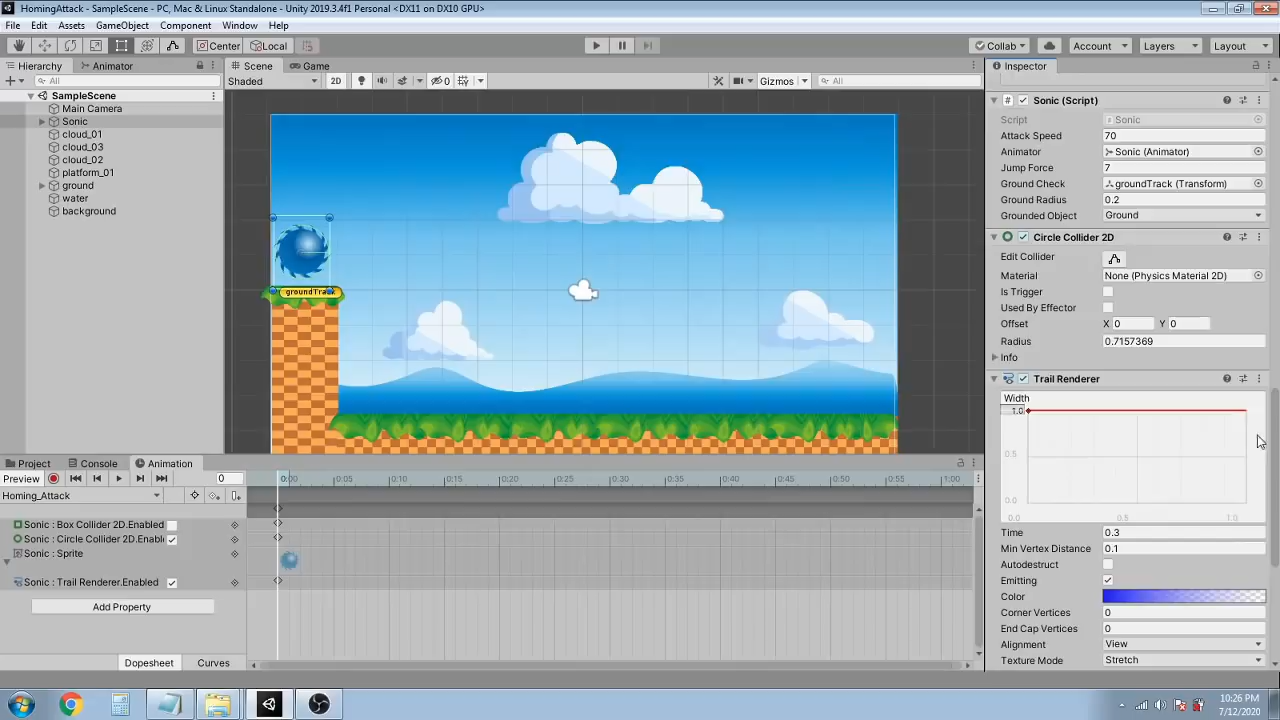 HomingAttack - SampleScene - PC, Mac & Linux Standalone - Unity 2019.3.4f1 Personal <DX11 on DX10 GPU>
File Edit Assets GameObject Component Window Help
Center Local Collab Account Layers Layout
Hierarchy Animator
All
SampleScene
Main Camera
Sonic
cloud_01
cloud_03
cloud_02
platform_01
ground
water
background
Scene Game
Shaded 2D 0 Gizmos All
groundTrack
Inspector
Sonic (Script)
Script Sonic
Attack Speed 70
Animator Sonic (Animator)
Jump Force 7
Ground Check groundTrack (Transform)
Ground Radius 0.2
Grounded Object Ground
Circle Collider 2D
Edit Collider
Material None (Physics Material 2D)
Is Trigger
Used By Effector
Offset X 0 Y 0
Radius 0.7157369
Info
Trail Renderer
Width
1.0
0.5
0.0
0.0 0.5 1.0
Time 0.3
Min Vertex Distance 0.1
Autodestruct
Emitting
Color
Corner Vertices 0
End Cap Vertices 0
Alignment View
Texture Mode Stretch
Project Console Animation
Preview 0
0:00 0:05 0:10 0:15 0:20 0:25 0:30 0:35 0:40 0:45 0:50 0:55 1:00
Homing_Attack
Sonic : Box Collider 2D.Enabled
Sonic : Circle Collider 2D.Enabl
Sonic : Sprite
Sonic : Trail Renderer.Enabled
Add Property
Dopesheet Curves
10:26 PM
7/12/2020